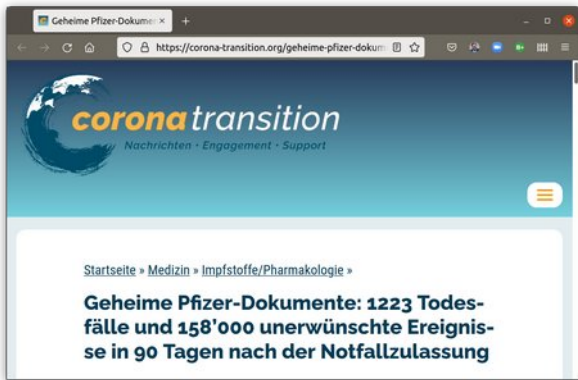 Geheime Pfizer-Dokumen
https://corona-transition.org/geheime-pfizer-dokum
corona transition
Nachrichten • Engagement • Support
Startseite » Medizin » Impfstoffe/Pharmakologie »
Geheime Pfizer-Dokumente: 1223 Todes-
fälle und 158'000 unerwünschte Ereignis-
se in 90 Tagen nach der Notfallzulassung